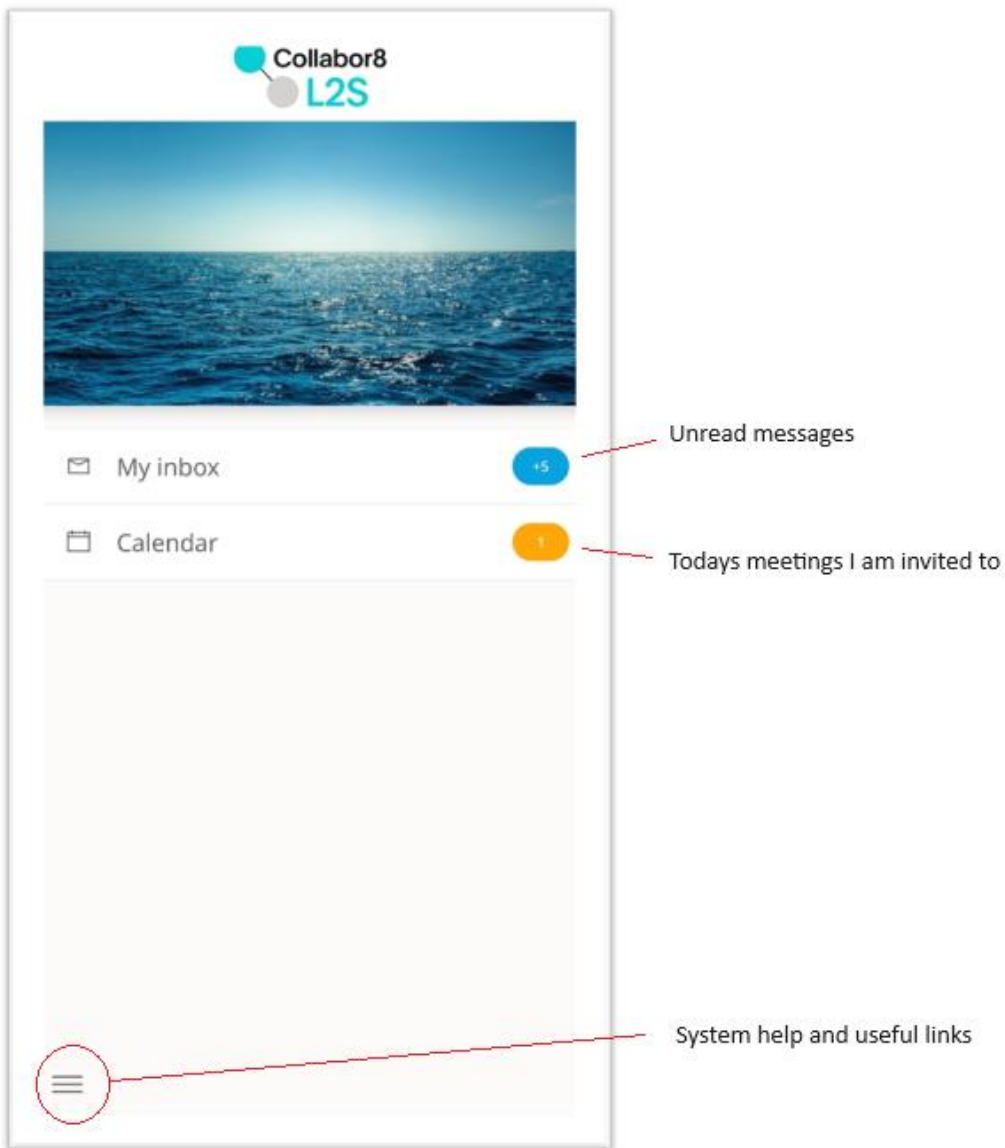 Collabor8
L2S
Unread messages
My inbox
+5
Calendar
1
Todays meetings I am invited to
System help and useful links